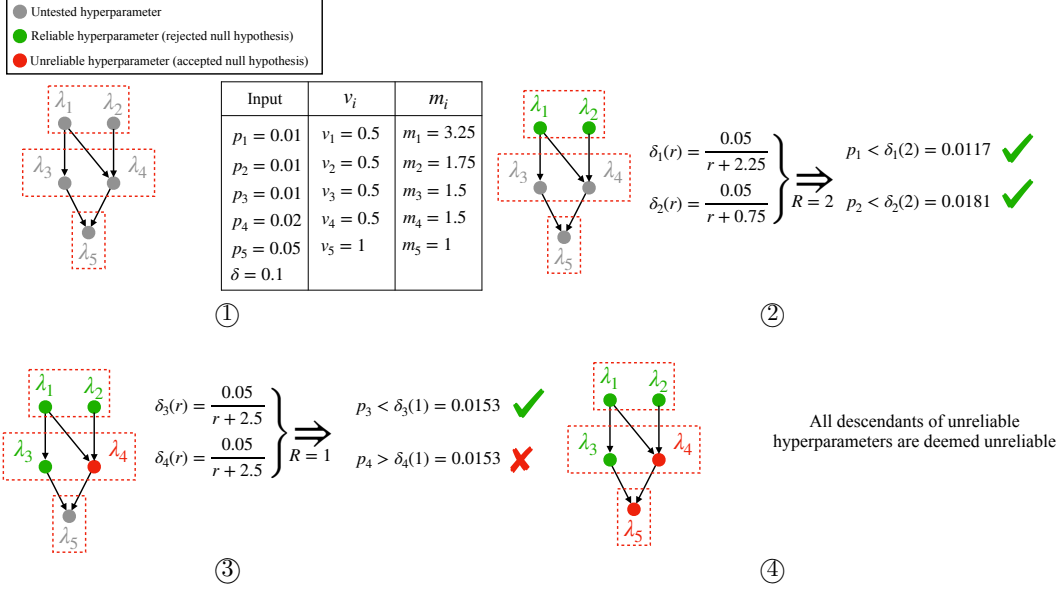 Untested hyperparameter
Reliable hyperparameter (rejected null hypothesis)
Unreliable hyperparameter (accepted null hypothesis)
λ₁ λ₂
λ₃ λ₄
λ₅
Input vᵢ mᵢ
p₁ = 0.01 v₁ = 0.5 m₁ = 3.25
p₂ = 0.01 v₂ = 0.5 m₂ = 1.75
p₃ = 0.01 v₃ = 0.5 m₃ = 1.5
p₄ = 0.02 v₄ = 0.5 m₄ = 1.5
p₅ = 0.05 v₅ = 1 m₅ = 1
δ = 0.1
①
λ₁ λ₂
λ₃ λ₄
λ₅
δ₁(r) = 0.05 / r + 2.25
δ₂(r) = 0.05 / r + 0.75
⇒ R = 2
p₁ < δ₁(2) = 0.0117 ✓
p₂ < δ₂(2) = 0.0181 ✓
②
λ₁ λ₂
λ₃ λ₄
λ₅
δ₃(r) = 0.05 / r + 2.5
δ₄(r) = 0.05 / r + 2.5
⇒ R = 1
p₃ < δ₃(1) = 0.0153 ✓
p₄ > δ₄(1) = 0.0153 ✗
③
λ₁ λ₂
λ₃ λ₄
λ₅
All descendants of unreliable
hyperparameters are deemed unreliable
④